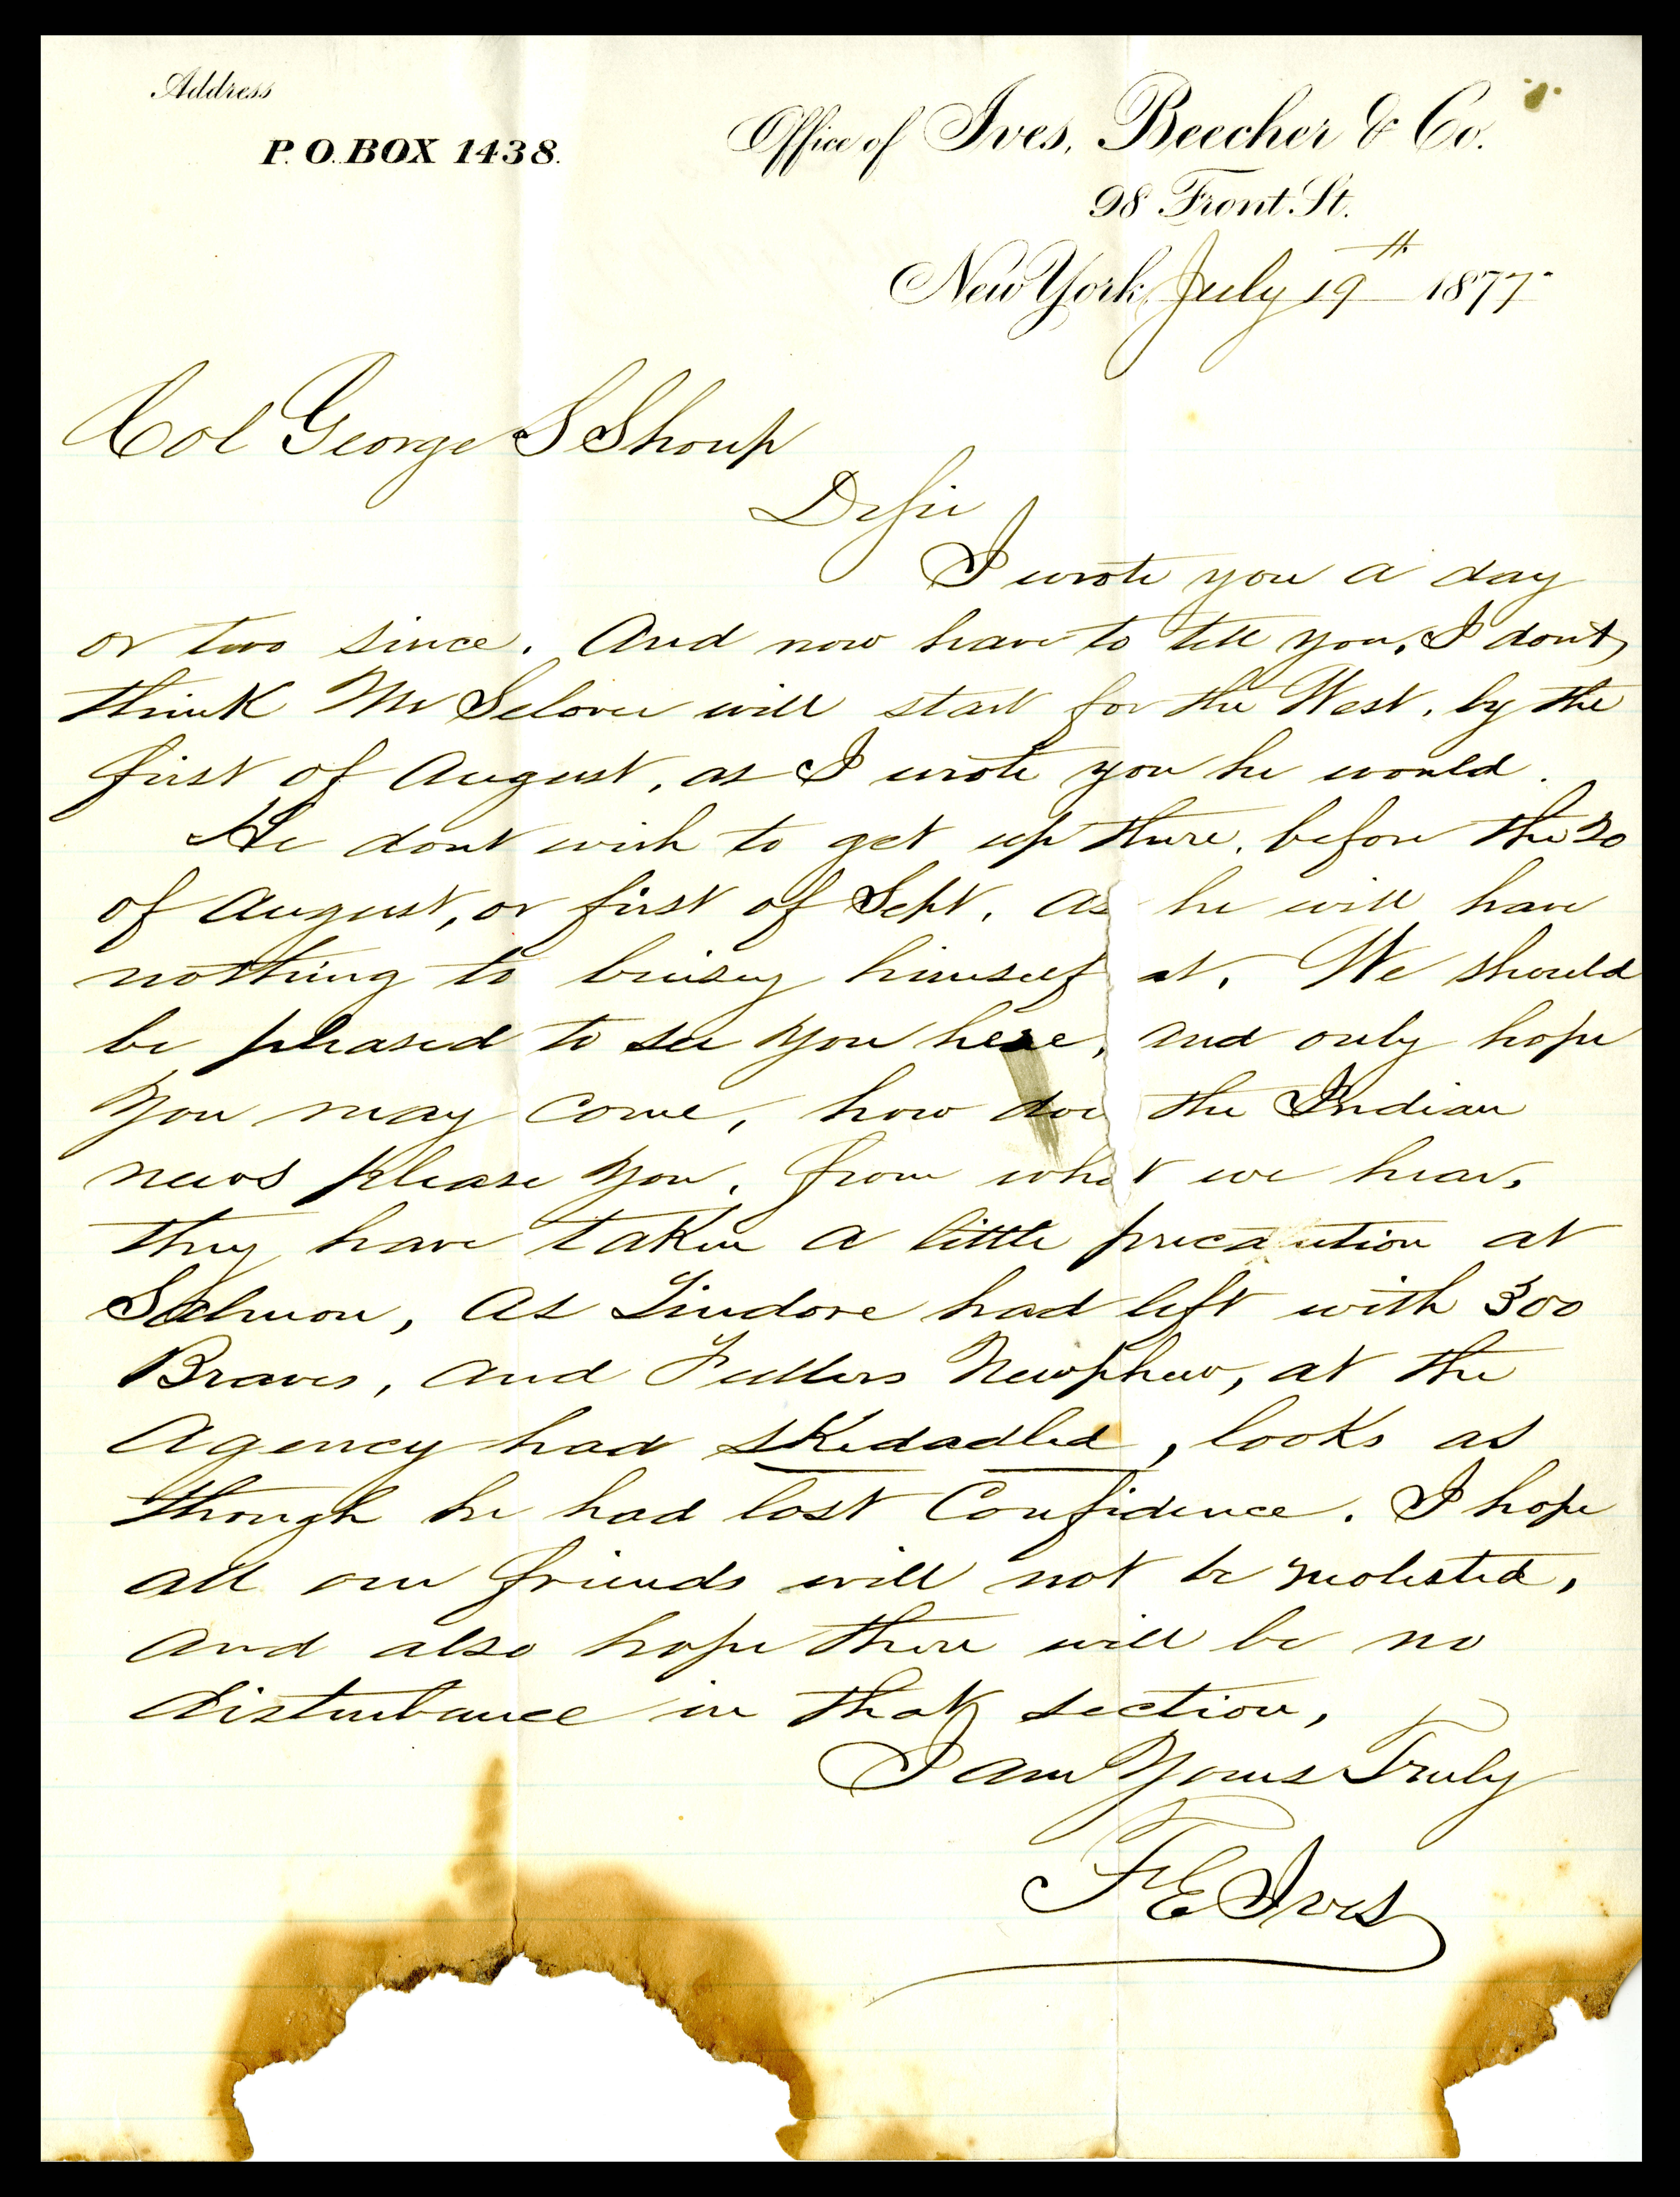 Address
P. O. BOX 1438.
Office of Ives, Beecher & Co.
98 Front St.
New York July 19th 1877
Col George S Shoup
Dr Sir
I wrote you a day
or two since. And now have to tell you, I dont
think Mr Selover will start for the West, by the
first of August, as I wrote you he would.
He dont wish to get up there, before the 20
of August, or first of Sept. As he will have
nothing to buisy himself at. We should
be pleased to see you here, and only hope
you may come, how doe the Indian
news please you. from what we hear,
they have taken a little precaution at
Salmon, as Tindore had left with 300
Braves, and Fullers Newphew, at the
Agency had skedadled, looks as
though he had lost Confidence. I hope
all our friends will not be molested,
and also hope there will be no
disturbance in that section,
I am Yours Truly
F E Ives